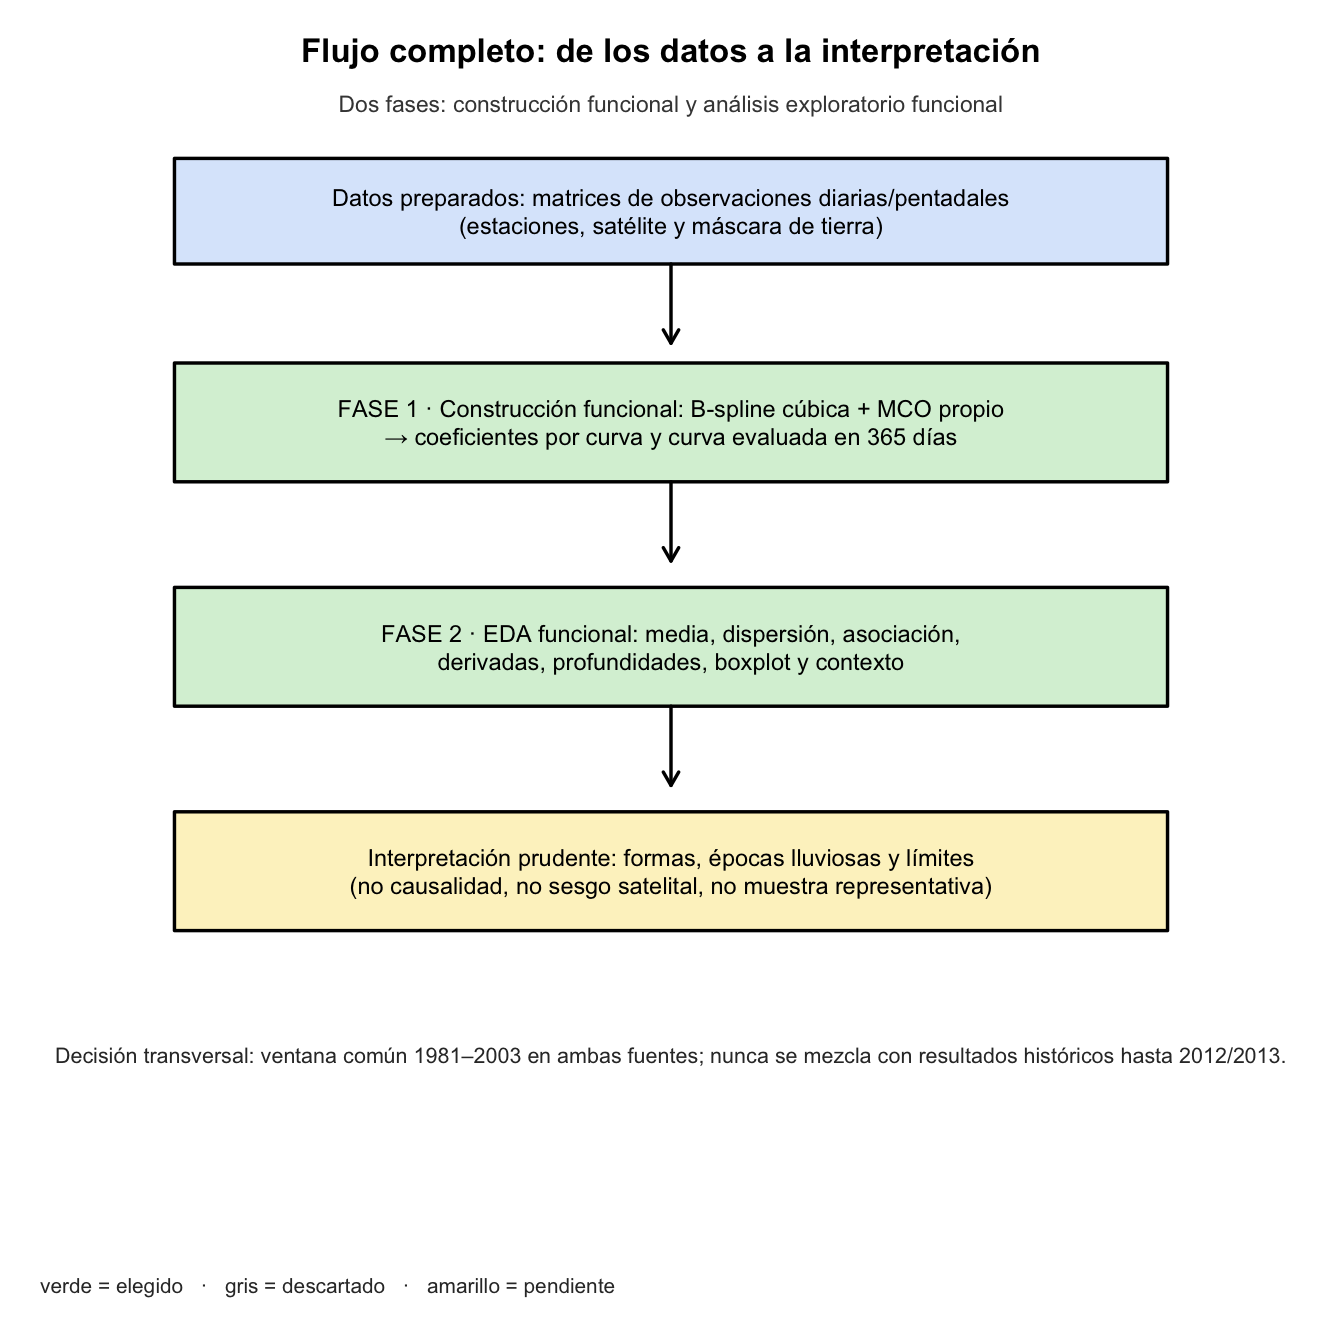 Flujo completo: de los datos a la interpretación
Dos fases: construcción funcional y análisis exploratorio funcional
Datos preparados: matrices de observaciones diarias/pentadales
(estaciones, satélite y máscara de tierra)
FASE 1 · Construcción funcional: B-spline cúbica + MCO propio
→ coeficientes por curva y curva evaluada en 365 días
FASE 2 · EDA funcional: media, dispersión, asociación,
derivadas, profundidades, boxplot y contexto
Interpretación prudente: formas, épocas lluviosas y límites
(no causalidad, no sesgo satelital, no muestra representativa)
Decisión transversal: ventana común 1981–2003 en ambas fuentes; nunca se mezcla con resultados históricos hasta 2012/2013.
verde = elegido · gris = descartado · amarillo = pendiente